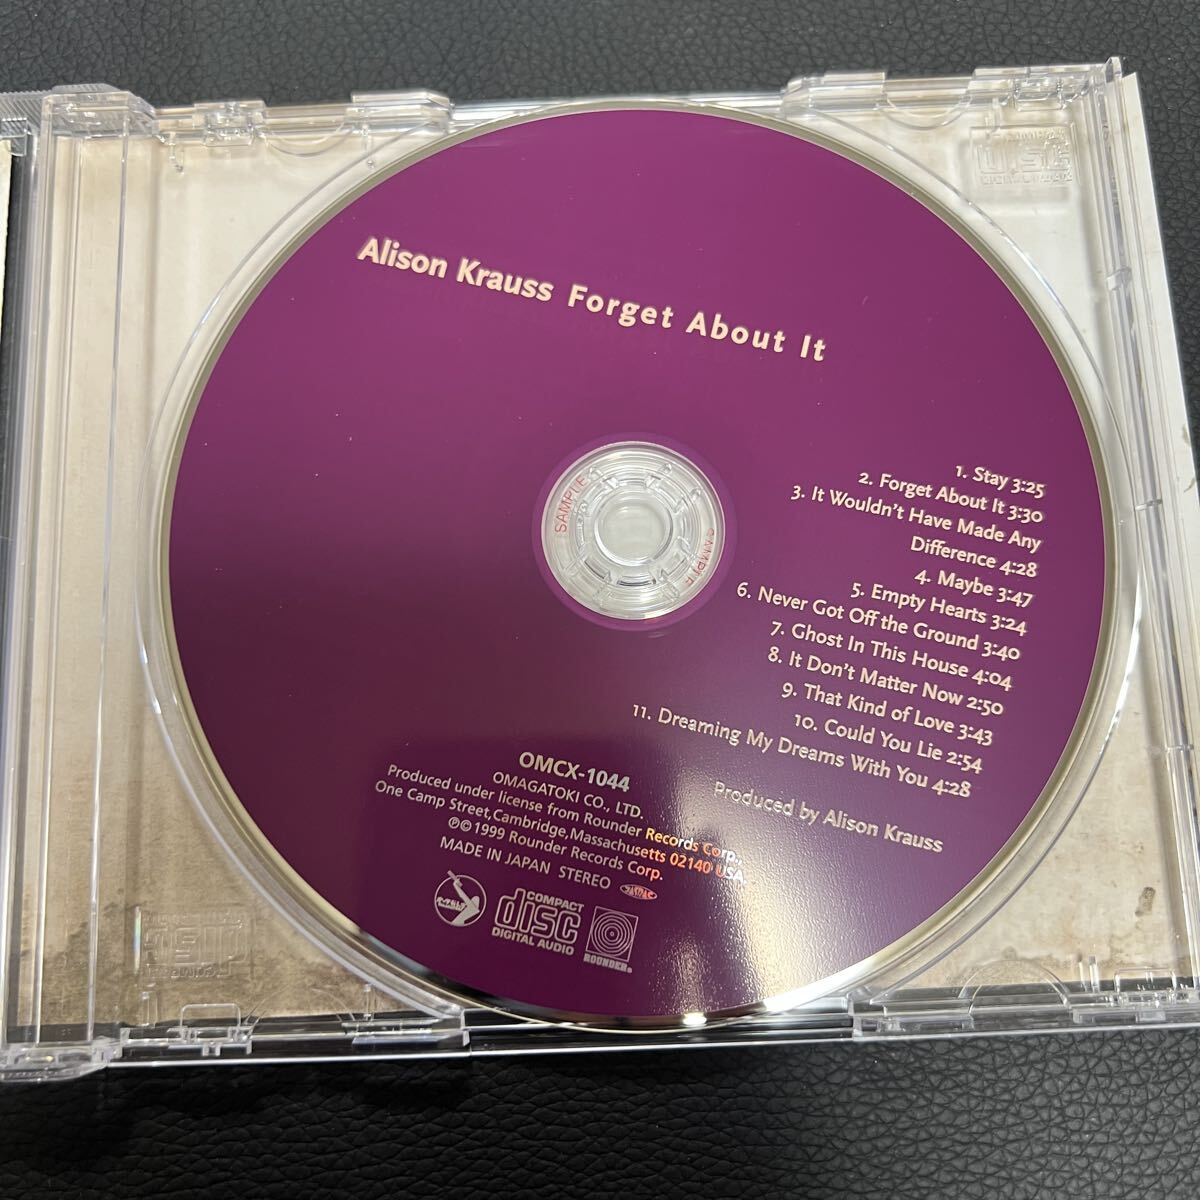 Alison Krauss Forget About It
SAMPLE
SAMPLE
1. Stay 3:25
2. Forget About It 3:30
3. It Wouldn't Have Made Any
Difference 4:28
4. Maybe 3:47
5. Empty Hearts 3:24
6. Never Got Off the Ground 3:40
7. Ghost In This House 4:04
8. It Don't Matter Now 2:50
9. That Kind of Love 3:43
10. Could You Lie 2:54
11. Dreaming My Dreams With You 4:28
Produced by Alison Krauss
OMCX-1044
OMAGATOKI CO., LTD.
Produced under license from Rounder Records Corp.,
One Camp Street, Cambridge, Massachusetts 02140 USA.
℗©1999 Rounder Records Corp.
MADE IN JAPAN STEREO
COMPACT
disc
DIGITAL AUDIO
ROUNDER®